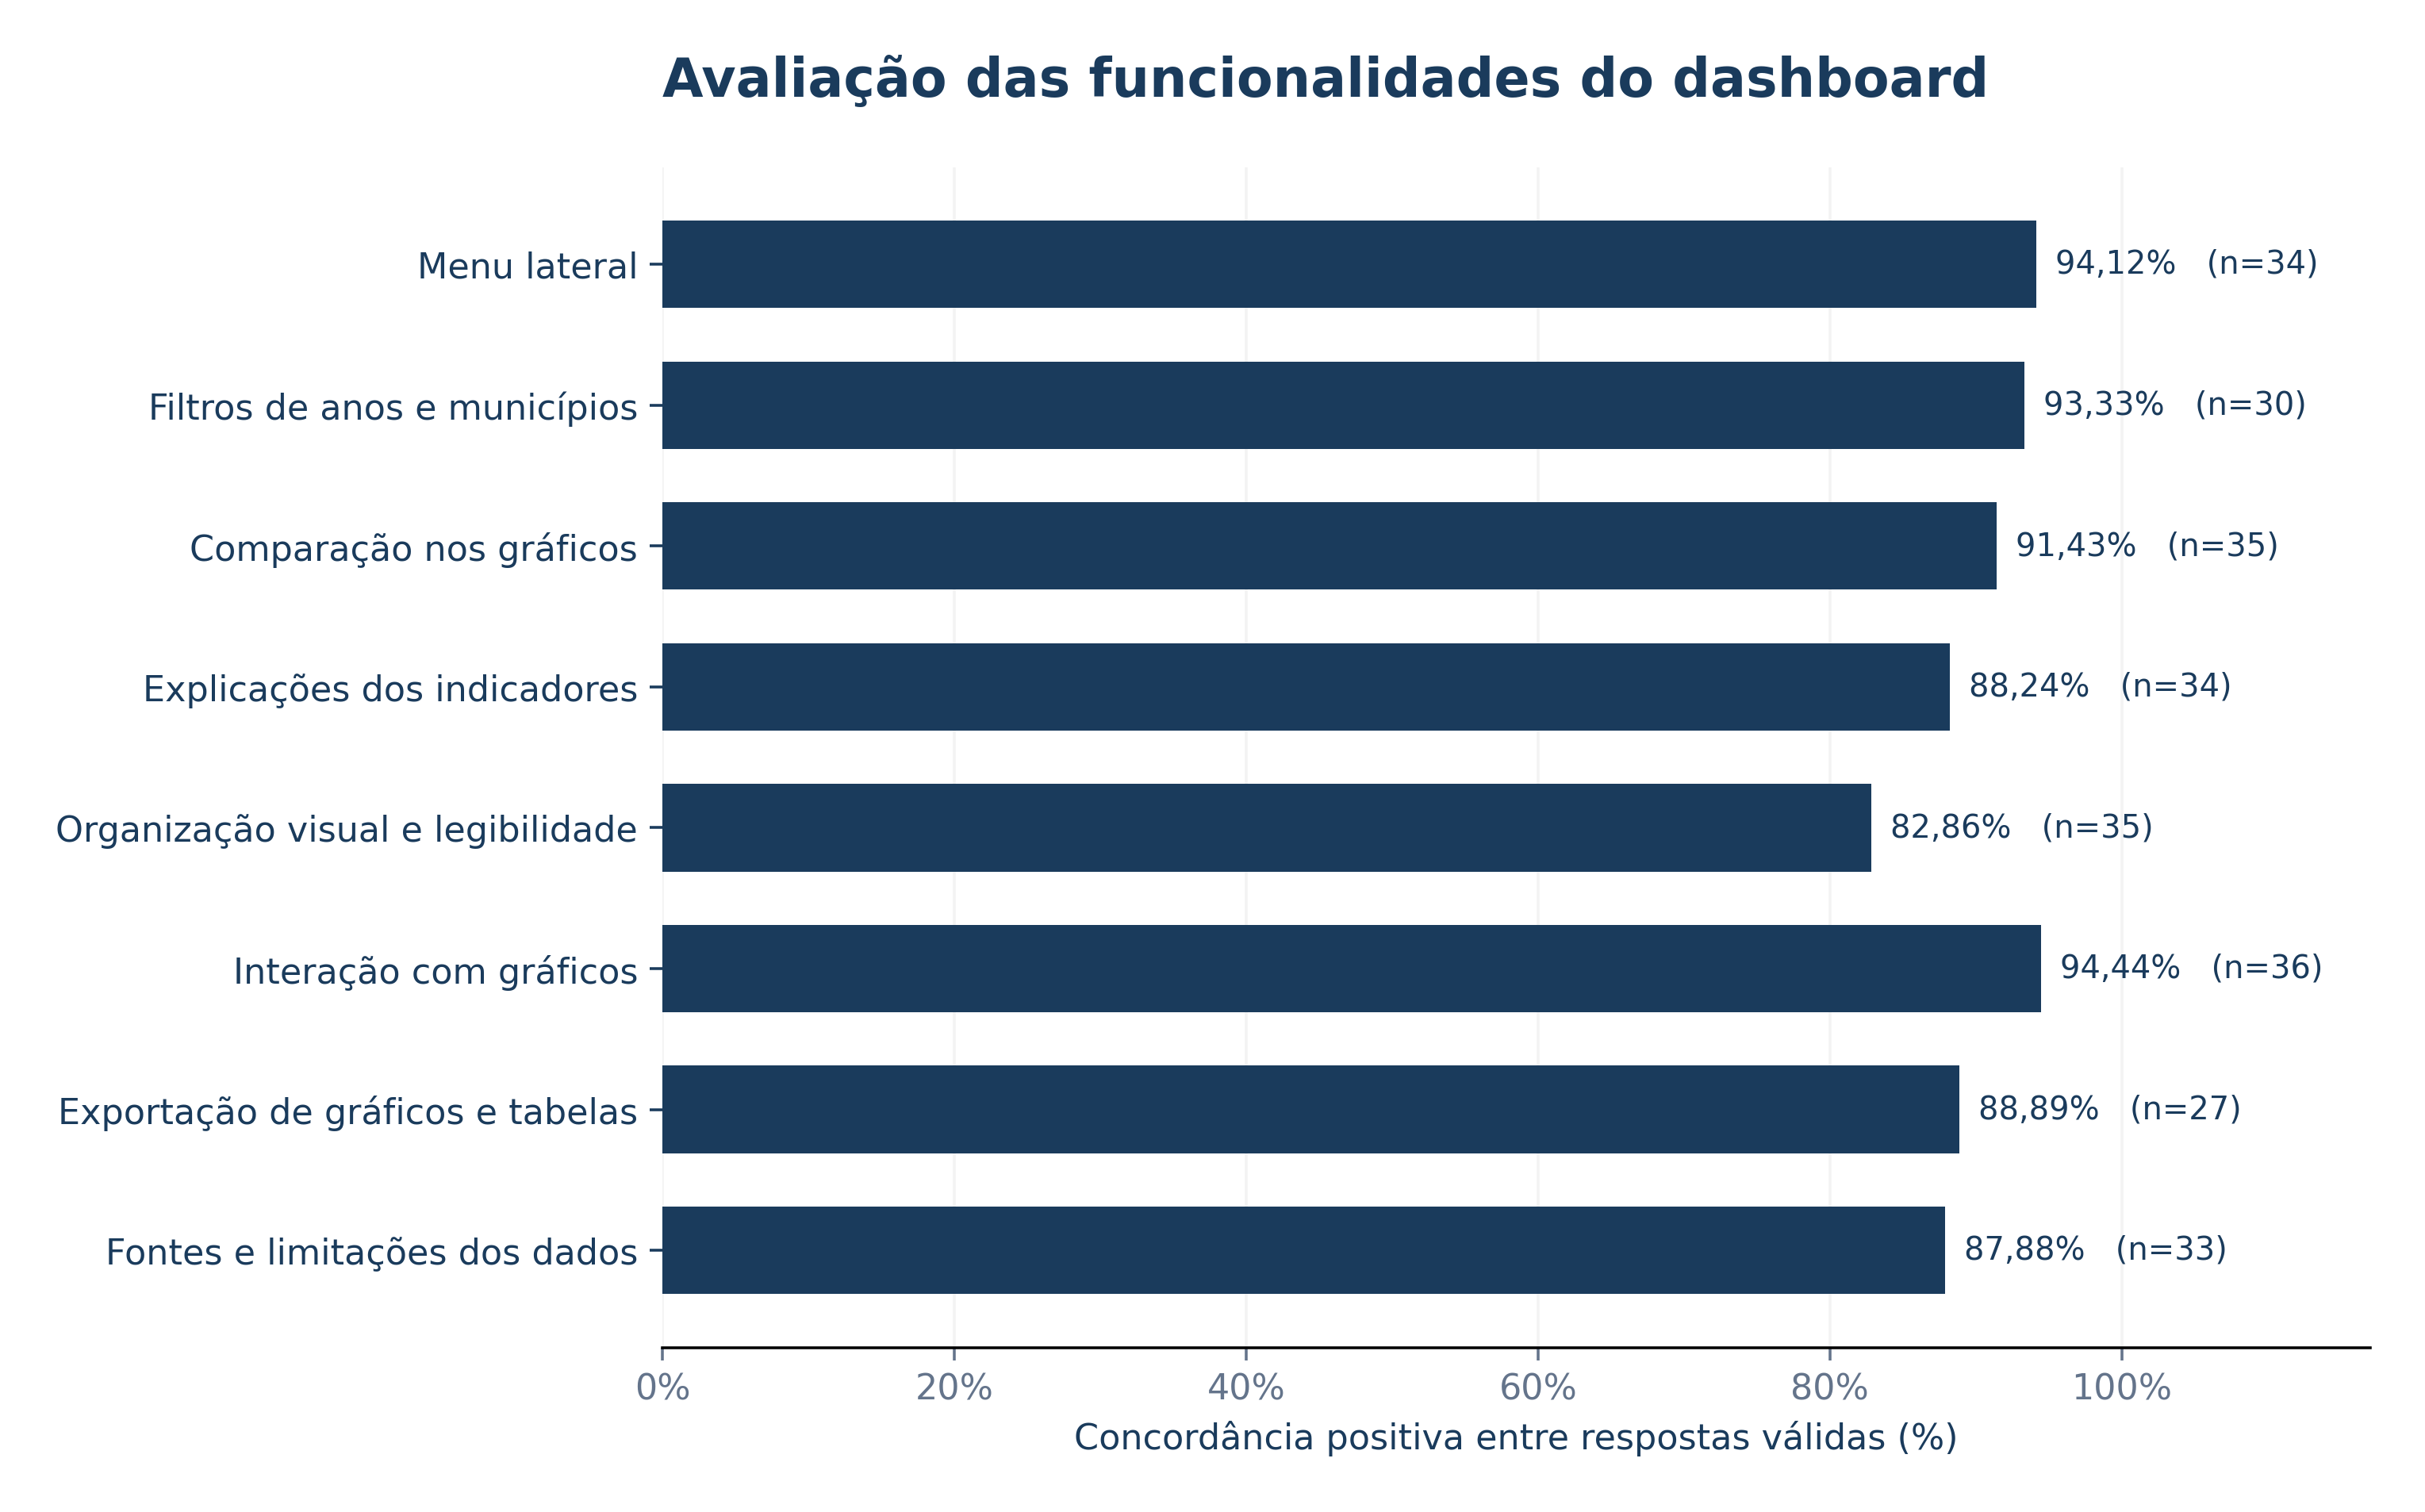 Avaliação das funcionalidades do dashboard
Menu lateral 94,12% (n=34)
Filtros de anos e municípios 93,33% (n=30)
Comparação nos gráficos 91,43% (n=35)
Explicações dos indicadores 88,24% (n=34)
Organização visual e legibilidade 82,86% (n=35)
Interação com gráficos 94,44% (n=36)
Exportação de gráficos e tabelas 88,89% (n=27)
Fontes e limitações dos dados 87,88% (n=33)
0% 20% 40% 60% 80% 100%
Concordância positiva entre respostas válidas (%)